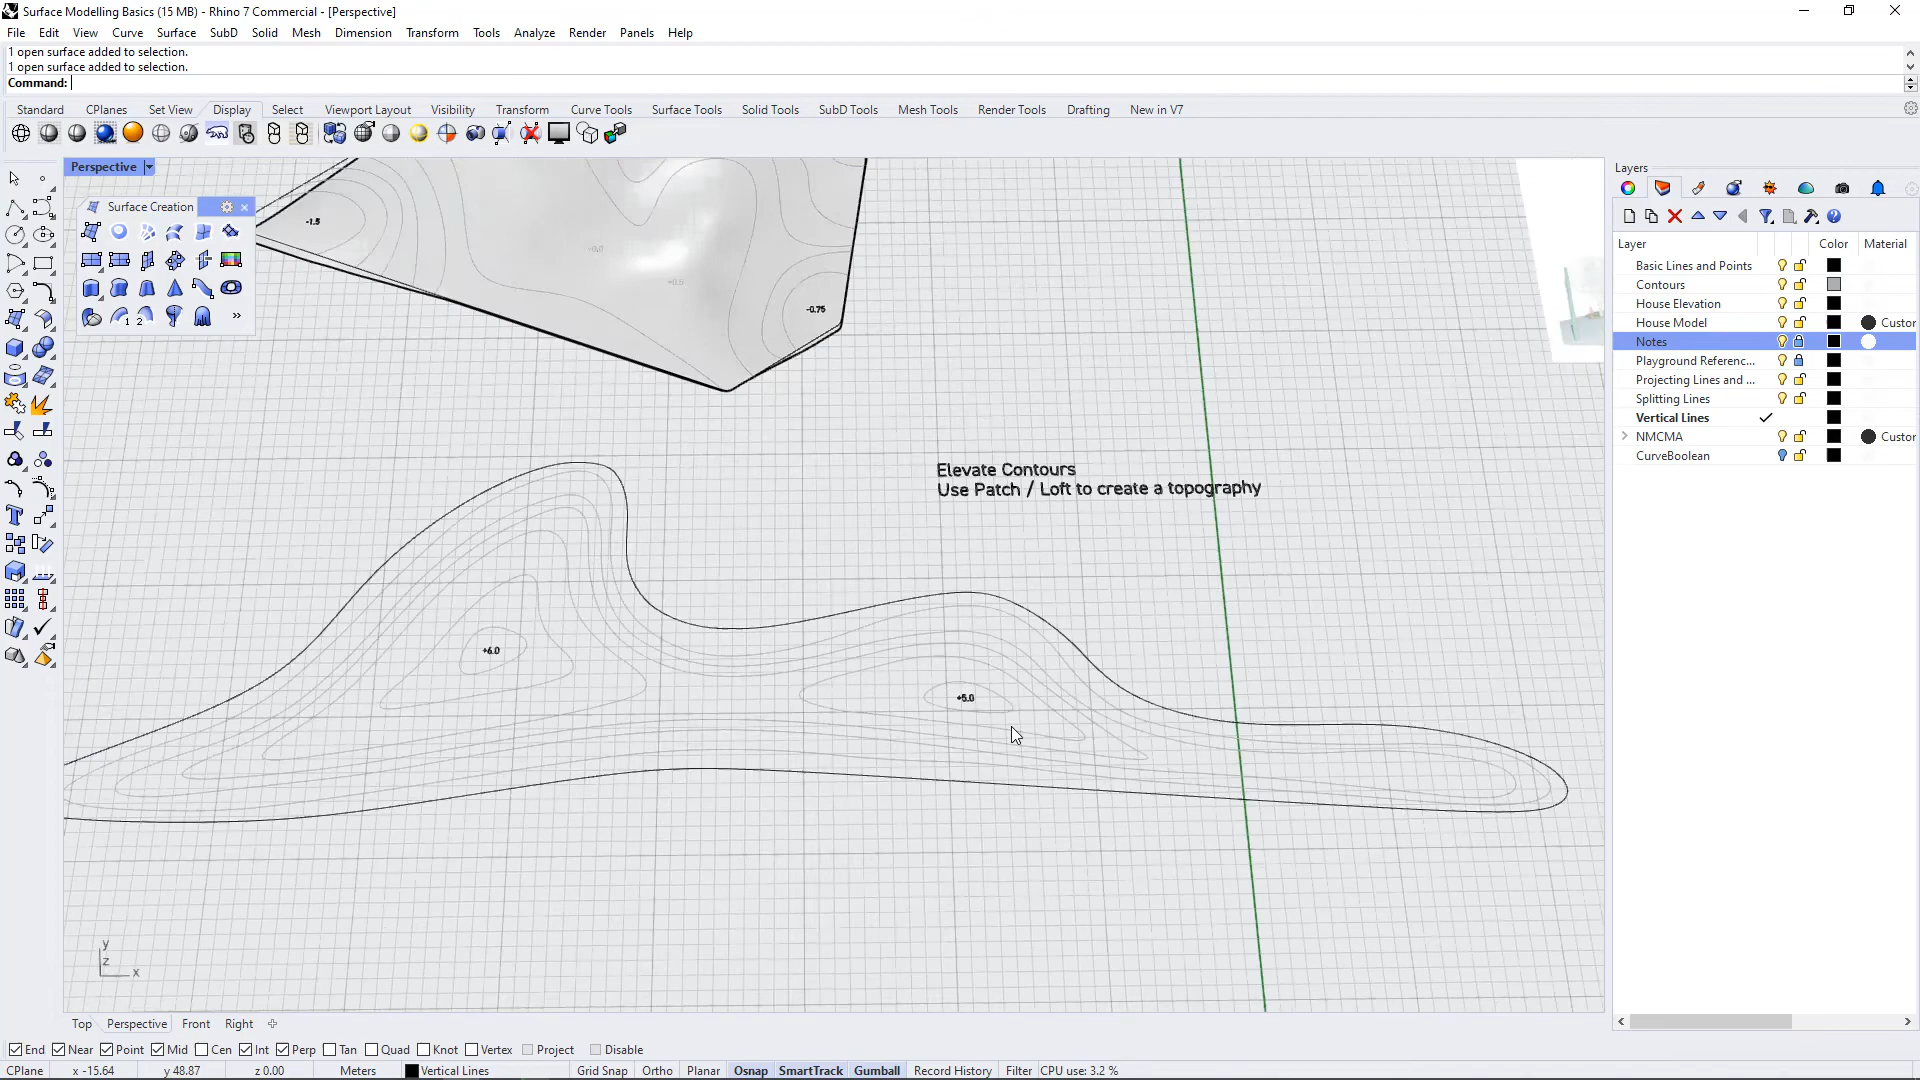 Surface Modelling Basics (15 MB) - Rhino 7 Commercial - [Perspective]
File Edit View Curve Surface SubD Solid Mesh Dimension Transform Tools Analyze Render Panels Help
1 open surface added to selection.
1 open surface added to selection.
Command:
Standard CPlanes Set View Display Select Viewport Layout Visibility Transform Curve Tools Surface Tools Solid Tools SubD Tools Mesh Tools Render Tools Drafting New in V7
Perspective
Layers
Surface Creation
-1.5
-0.0
+0.5
-0.75
Layer Color Material
Basic Lines and Points
Contours
House Elevation
House Model Custor
Notes
Playground Referenc...
Projecting Lines and ...
Splitting Lines
Vertical Lines
NMCMA Custor
CurveBoolean
Elevate Contours
Use Patch / Loft to create a topography
+6.0
+5.0
y
z
x
Top Perspective Front Right
End Near Point Mid Cen Int Perp Tan Quad Knot Vertex Project Disable
CPlane x -15.64 y 48.87 z 0.00 Meters Vertical Lines Grid Snap Ortho Planar Osnap SmartTrack Gumball Record History Filter CPU use: 3.2 %